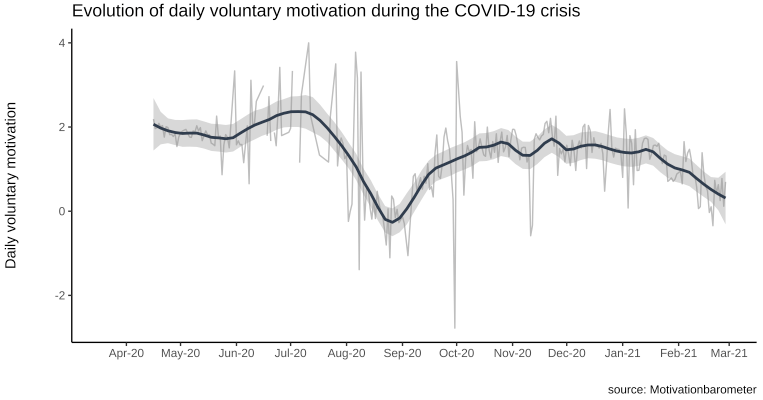 Evolution of daily voluntary motivation during the COVID-19 crisis
Daily voluntary motivation
4
2
0
-2
Apr-20 May-20 Jun-20 Jul-20 Aug-20 Sep-20 Oct-20 Nov-20 Dec-20 Jan-21 Feb-21 Mar-21
source: Motivationbarometer